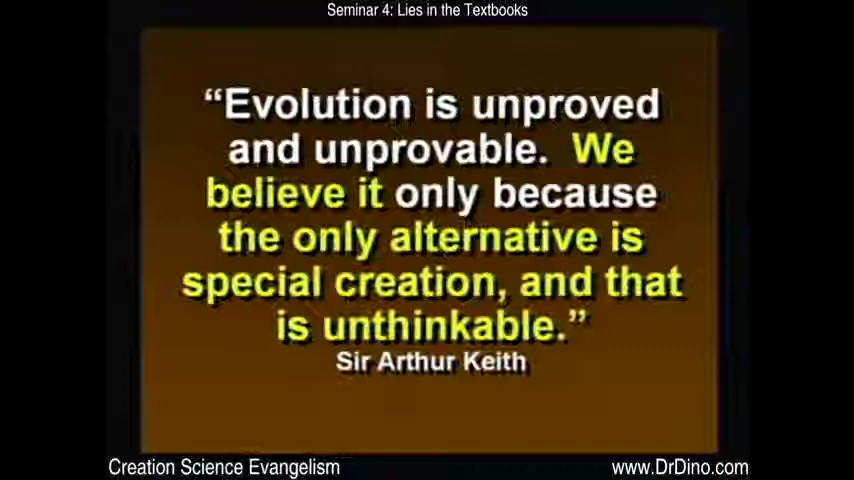 Seminar 4: Lies in the Textbooks
“Evolution is unproved
and unprovable. We
believe it only because
the only alternative is
special creation, and that
is unthinkable.”
Sir Arthur Keith
Creation Science Evangelism
www.DrDino.com